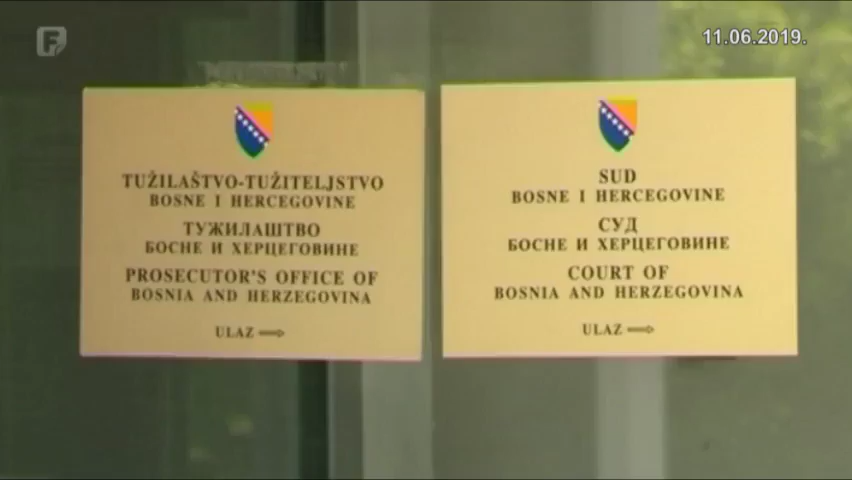 F
11.06.2019.
TUŽILAŠTVO-TUŽITELJSTVO
BOSNE I HERCEGOVINE
ТУЖИЛАШТВО
БОСНЕ И ХЕРЦЕГОВИНЕ
PROSECUTOR'S OFFICE OF
BOSNIA AND HERZEGOVINA
ULAZ
SUD
BOSNE I HERCEGOVINE
СУД
БОСНЕ И ХЕРЦЕГОВИНЕ
COURT OF
BOSNIA AND HERZEGOVINA
ULAZ